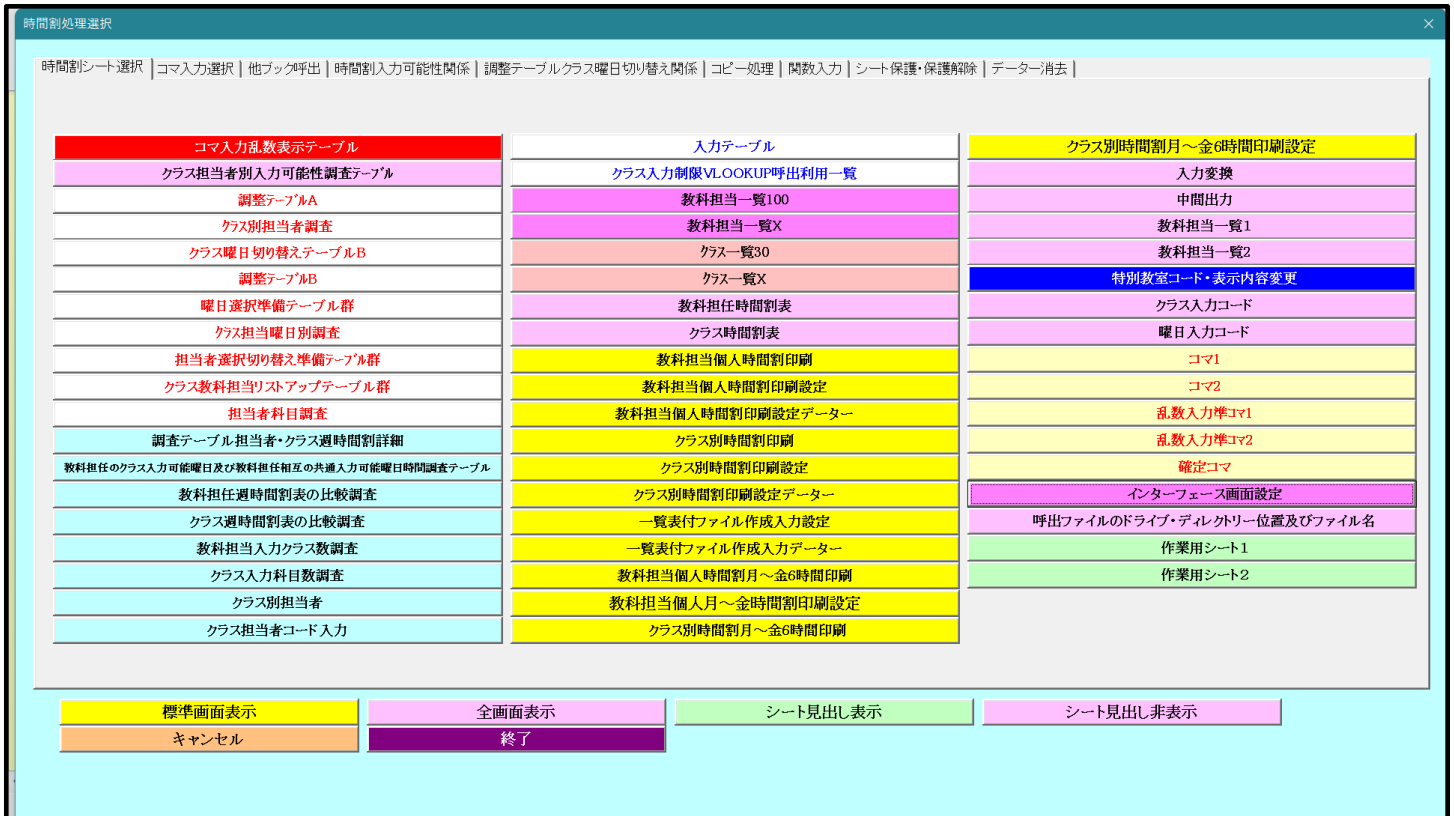 時間割処理選択
時間割シート選択 コマ入力選択 他ブック呼出 時間割入力可能性関係 調整テーブルクラス曜日切り替え関係 コピー処理 関数入力 シート保護・保護解除 データー消去
コマ入力乱数表示テーブル
クラス担当者別入力可能性調査ﾃｰﾌﾞﾙ
調整ﾃｰﾌﾞﾙA
ｸﾗｽ別担当者調査
クラス曜日切り替えテーブルB
調整ﾃｰﾌﾞﾙB
曜日選択準備テーブル群
ｸﾗｽ担当曜日別調査
担当者選択切り替え準備ﾃｰﾌﾞﾙ群
クラス教科担当リストアップテーブル群
担当者科目調査
調査テーブル担当者・クラス週時間割詳細
教科担任のクラス入力可能曜日及び教科担任相互の共通入力可能曜日時間調査テーブル
教科担任週時間割表の比較調査
クラス週時間割表の比較調査
教科担当入力クラス数調査
クラス入力科目数調査
クラス別担当者
クラス担当者コード入力
入力テーブル
クラス入力制限VLOOKUP呼出利用一覧
教科担当一覧100
教科担当一覧X
ｸﾗｽ一覧30
ｸﾗｽ一覧X
教科担任時間割表
クラス時間割表
教科担当個人時間割印刷
教科担当個人時間割印刷設定
教科担当個人時間割印刷設定データー
クラス別時間割印刷
クラス別時間割印刷設定
クラス別時間割印刷設定データー
一覧表付ファイル作成入力設定
一覧表付ファイル作成入力データー
教科担当個人時間割月～金6時間印刷
教科担当個人月～金時間割印刷設定
クラス別時間割月～金6時間印刷
クラス別時間割月～金6時間印刷設定
入力変換
中間出力
教科担当一覧1
教科担当一覧2
特別教室コード・表示内容変更
クラス入力コード
曜日入力コード
コマ1
コマ2
乱数入力準ｺﾏ1
乱数入力準ｺﾏ2
確定コマ
インターフェース画面設定
呼出ファイルのドライブ・ディレクトリー位置及びファイル名
作業用シート１
作業用シート２
標準画面表示 全画面表示 シート見出し表示 シート見出し非表示
キャンセル 終了